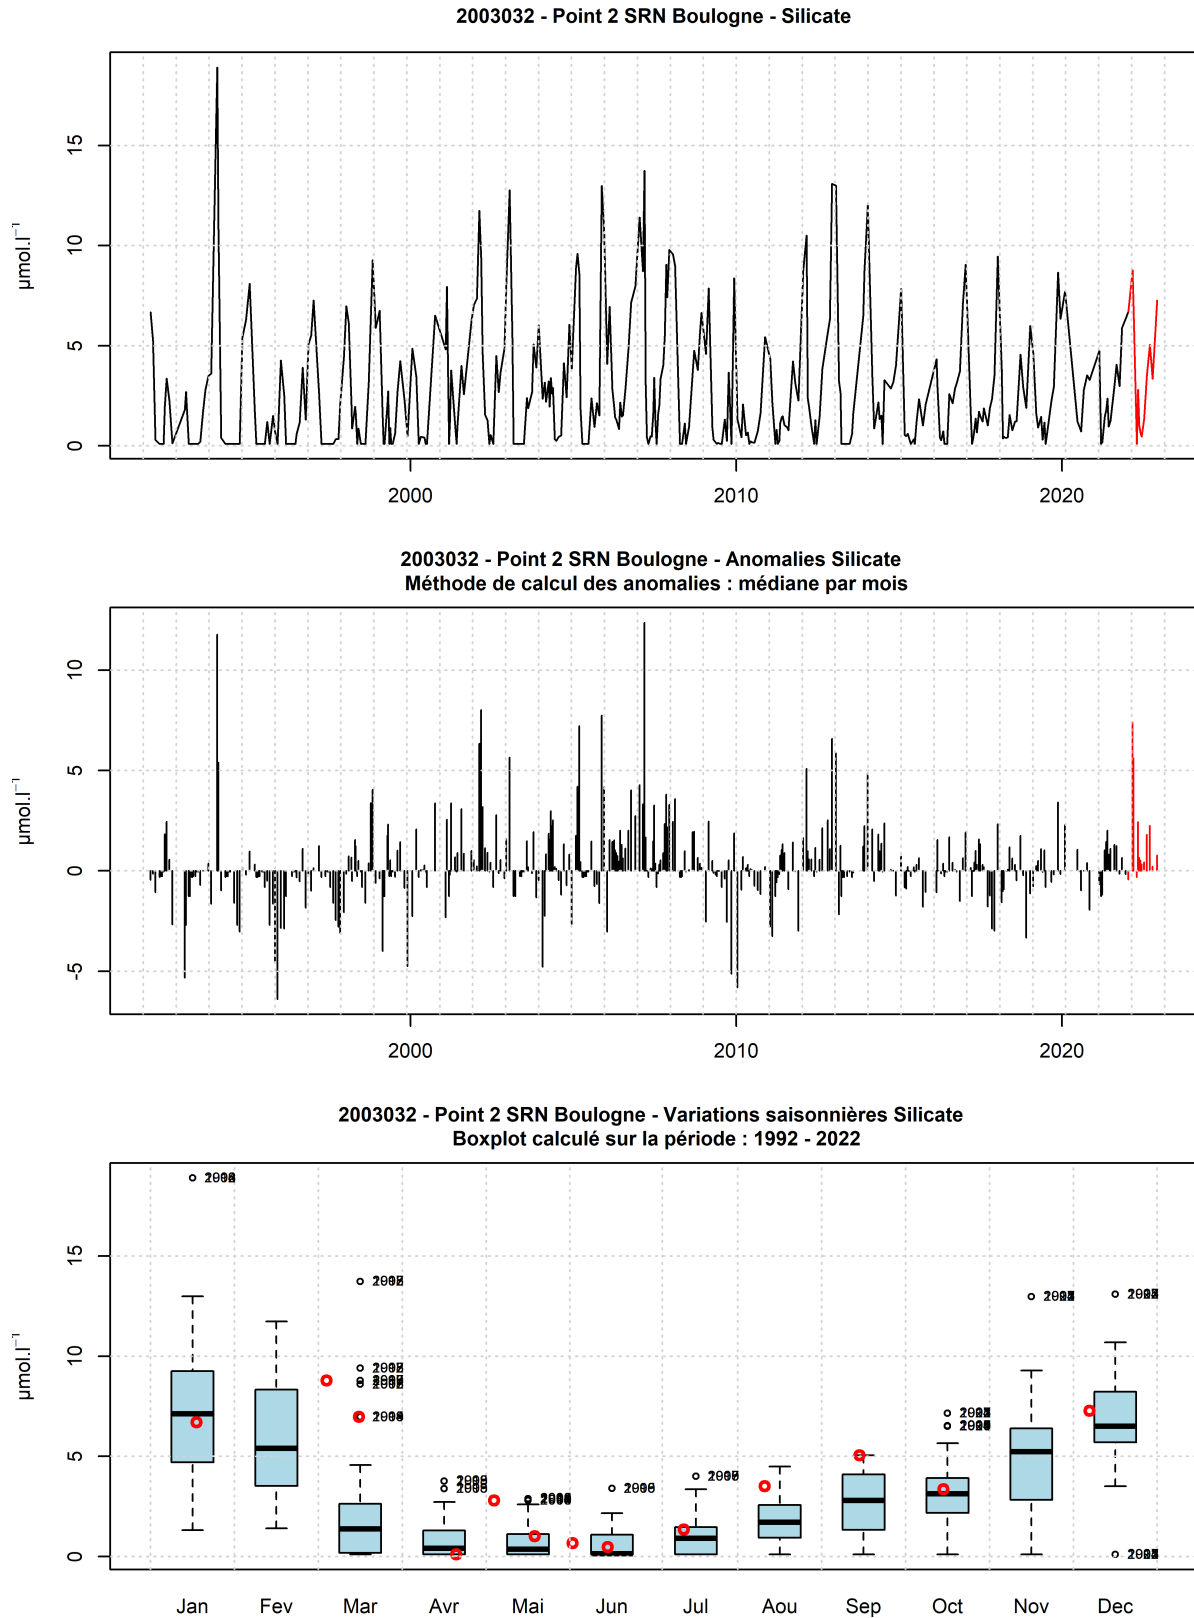 2003032 - Point 2 SRN Boulogne - Silicate
µmol.l⁻¹
15
10
5
0
2000 2010 2020
2003032 - Point 2 SRN Boulogne - Anomalies Silicate
Méthode de calcul des anomalies : médiane par mois
µmol.l⁻¹
10
5
0
-5
2000 2010 2020
2003032 - Point 2 SRN Boulogne - Variations saisonnières Silicate
Boxplot calculé sur la période : 1992 - 2022
µmol.l⁻¹
15
10
5
0
Jan Fev Mar Avr Mai Jun Jul Aou Sep Oct Nov Dec